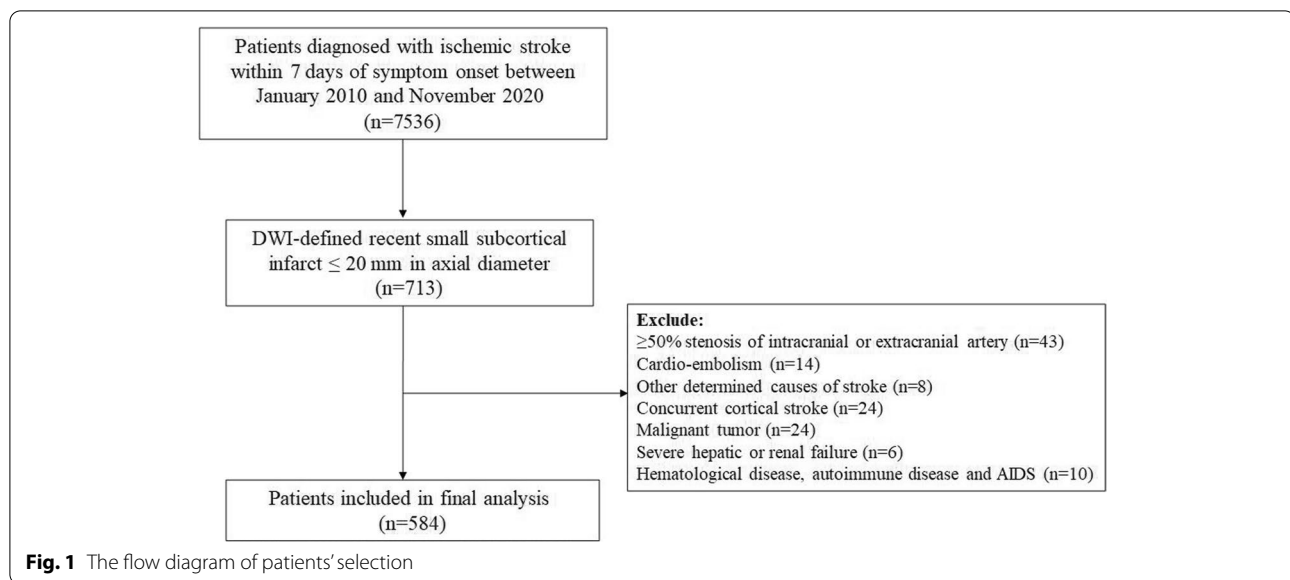 Patients diagnosed with ischemic stroke
within 7 days of symptom onset between
January 2010 and November 2020
(n=7536)
DWI-defined recent small subcortical
infarct ≤ 20 mm in axial diameter
(n=713)
Exclude:
≥50% stenosis of intracranial or extracranial artery (n=43)
Cardio-embolism (n=14)
Other determined causes of stroke (n=8)
Concurrent cortical stroke (n=24)
Malignant tumor (n=24)
Severe hepatic or renal failure (n=6)
Hematological disease, autoimmune disease and AIDS (n=10)
Patients included in final analysis
(n=584)
Fig. 1 The flow diagram of patients' selection